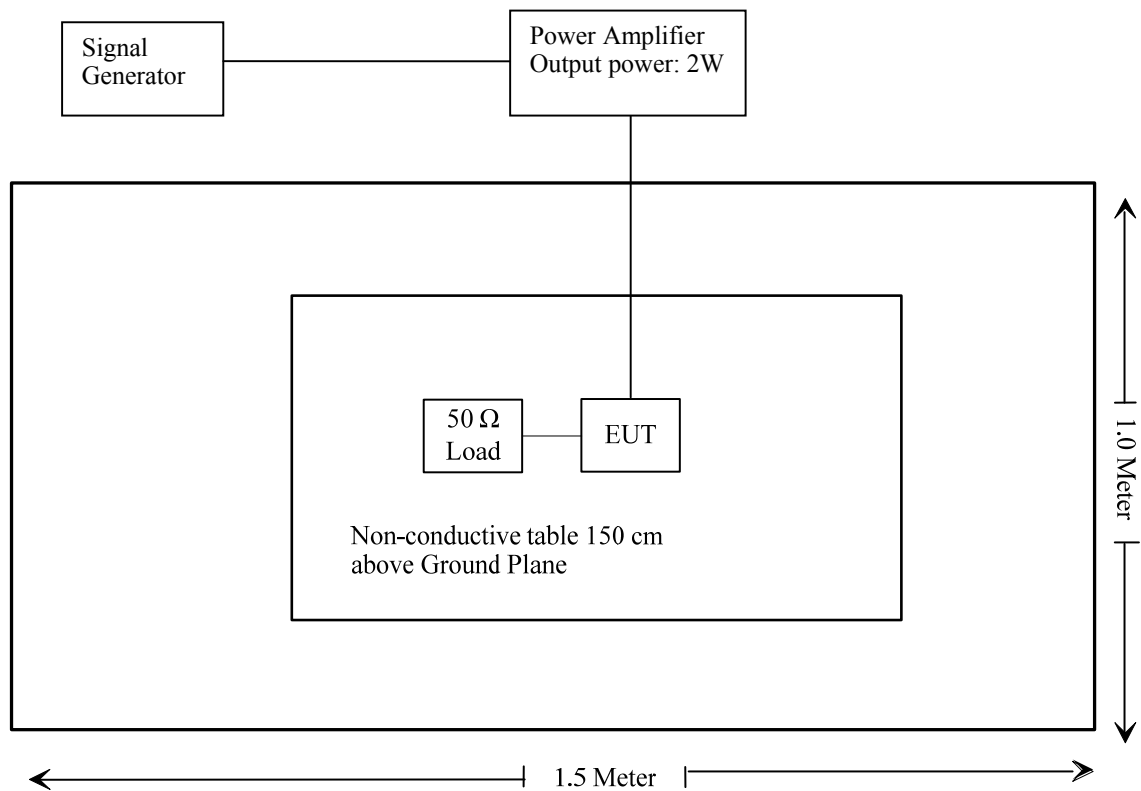 Signal
Generator
Power Amplifier
Output power: 2W
50 Ω
Load
EUT
Non-conductive table 150 cm
above Ground Plane
1.0 Meter
1.5 Meter